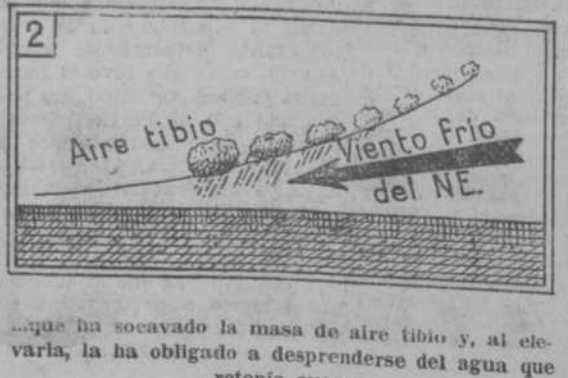 2
Aire tibio
Viento frío
del NE.
...que ha socavado la masa de aire tibio y, al ele-
varla, la ha obligado a desprenderse del agua que
retenía